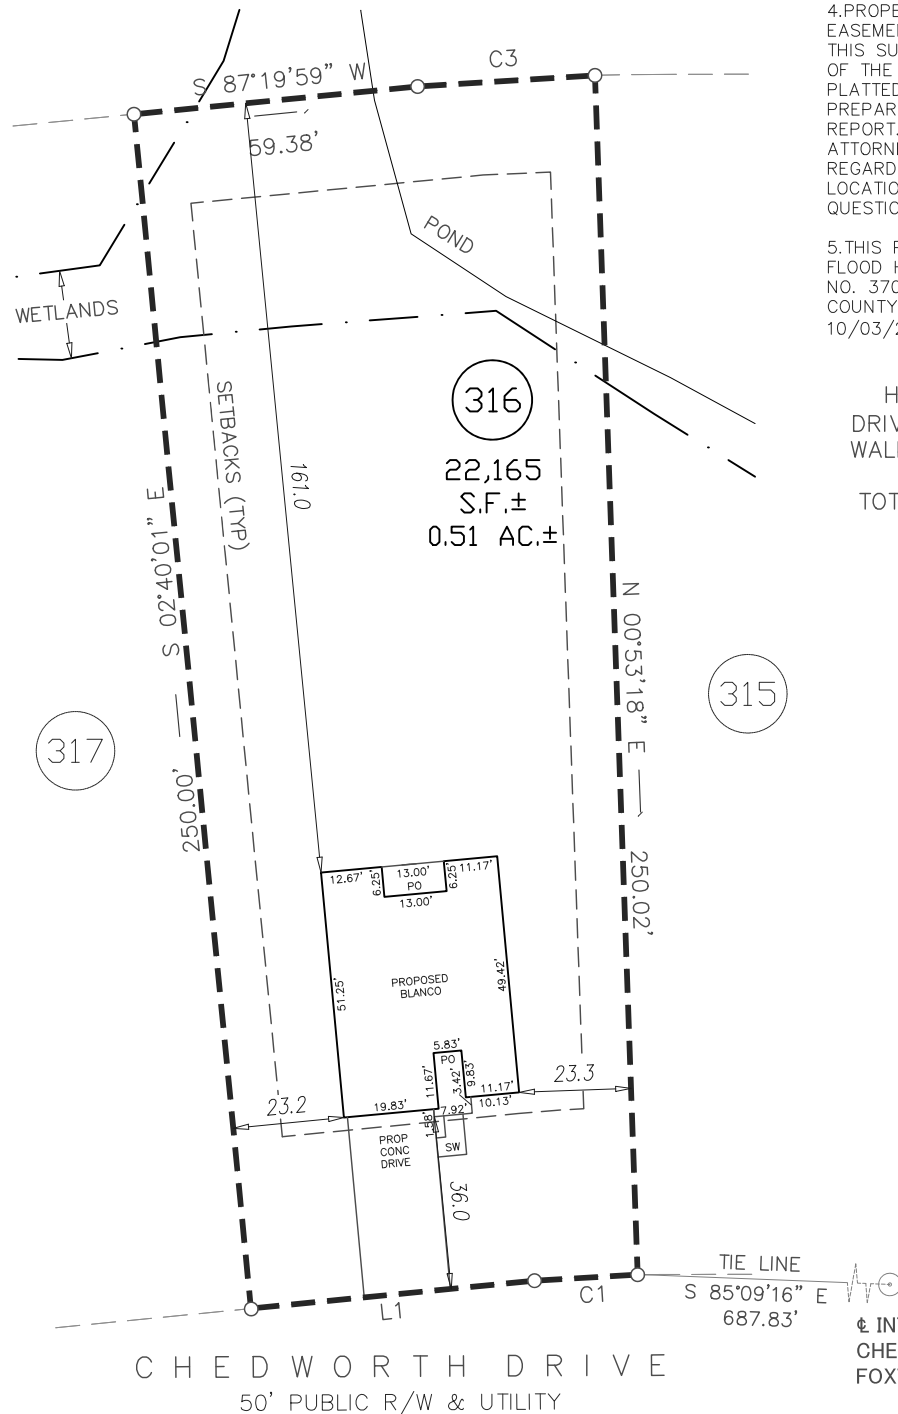 S 87°19'59" W
59.38'
C3
POND
WETLANDS
SETBACKS (TYP)
161.0
316
22,165
S.F.±
0.51 AC.±
S 02°40'01" E
250.00'
N 00°53'18" E
250.02'
317
315
12.67'
6.25'
13.00'
PO
13.00'
6.25'
11.17'
51.25'
PROPOSED
BLANCO
49.42'
5.83'
PO
11.67'
3.42'
9.83'
11.17'
10.13'
19.83'
7.92'
1.58'
23.2
23.3
PROP
CONC
DRIVE
SW
36.0
L1
C1
TIE LINE
S 85°09'16" E
687.83'
CHEDWORTH DRIVE
50' PUBLIC R/W & UTILITY
4.PROPE
EASEME
THIS SU
OF THE
PLATTED
PREPAR
REPORT.
ATTORNE
REGARD
LOCATIO
QUESTIO
5.THIS F
FLOOD H
NO. 370
COUNTY
10/03/2
H
DRIV
WAL
TOT
℄ IN
CHE
FOX